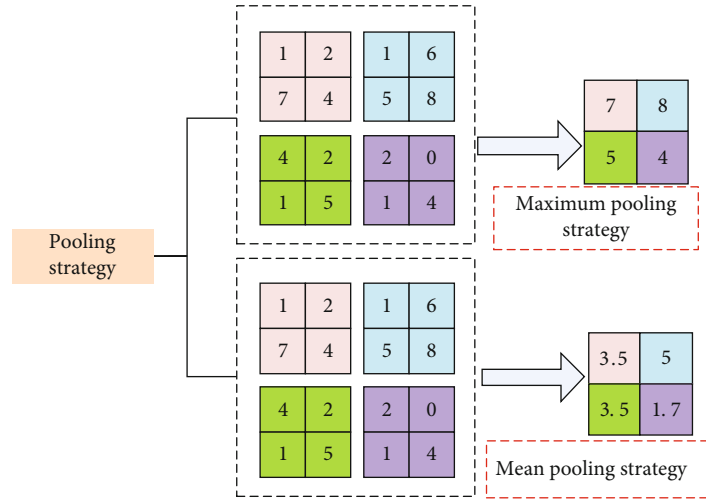 1 2 1 6
7 4 5 8
4 2 2 0
1 5 1 4
7 8
5 4
Maximum pooling
strategy
Pooling
strategy
1 2 1 6
7 4 5 8
4 2 2 0
1 5 1 4
3.5 5
3.5 1.7
Mean pooling strategy